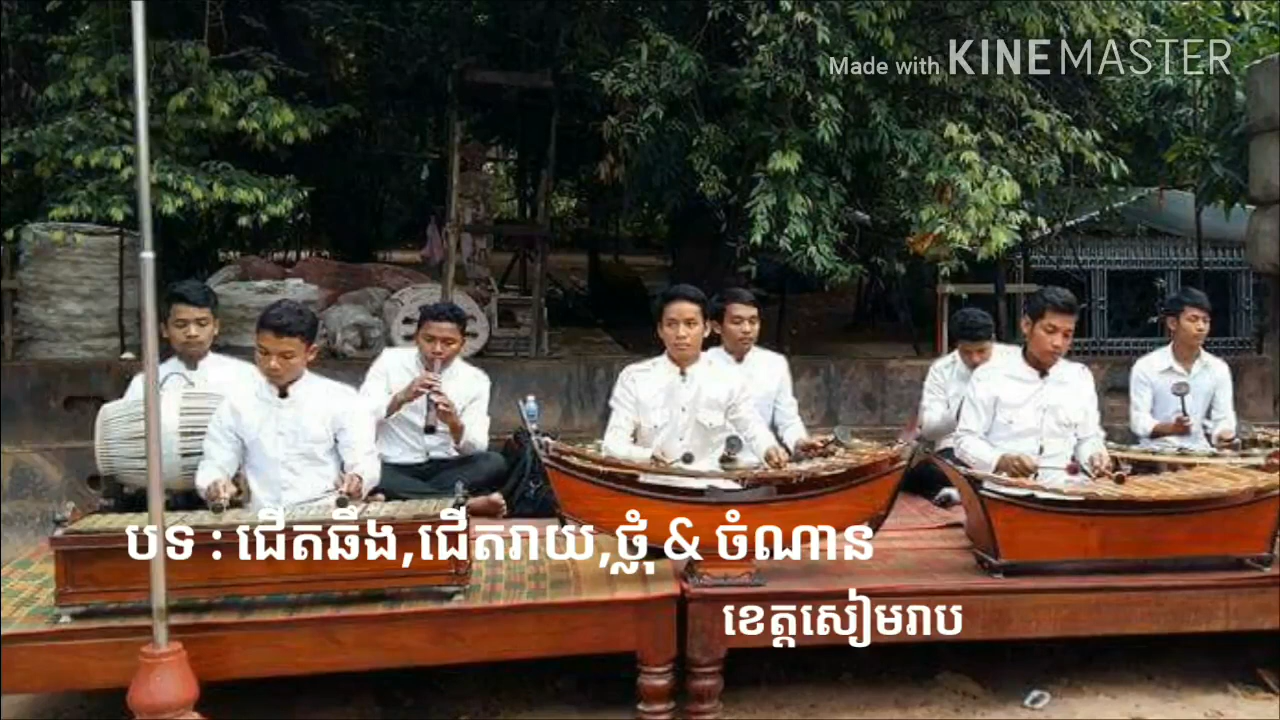 Made with KINEMASTER
បទ : ជើតឆឹង,ជើតរាយ,ថ្លុំ & ចំណាន
ខេត្តសៀមរាប